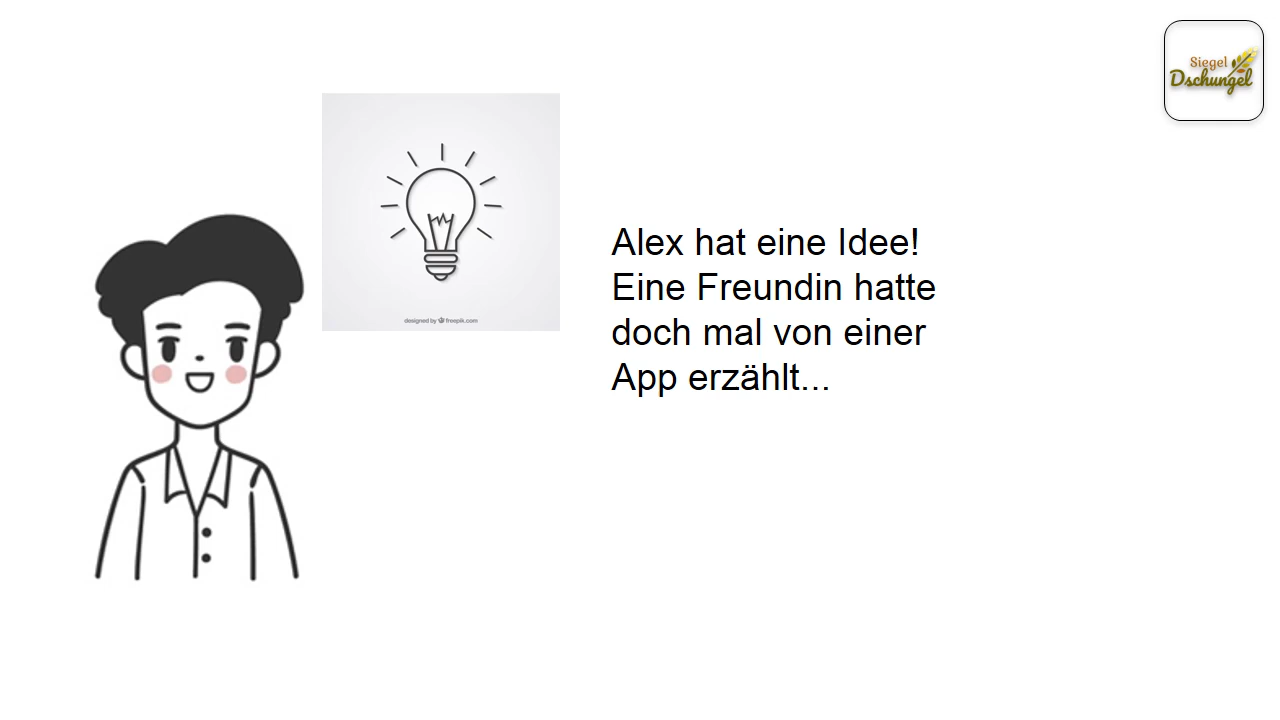 Siegel
Dschungel
designed by freepik.com
Alex hat eine Idee!
Eine Freundin hatte
doch mal von einer
App erzählt...